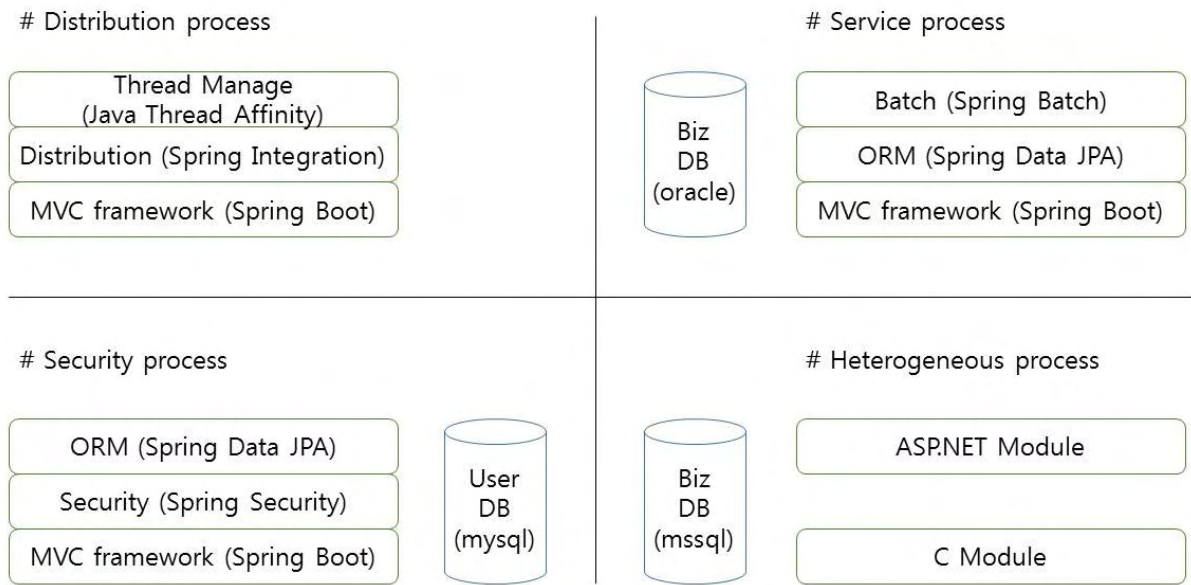 # Distribution process
Thread Manage
(Java Thread Affinity)
Distribution (Spring Integration)
MVC framework (Spring Boot)
# Service process
Biz
DB
(oracle)
Batch (Spring Batch)
ORM (Spring Data JPA)
MVC framework (Spring Boot)
# Security process
ORM (Spring Data JPA)
Security (Spring Security)
MVC framework (Spring Boot)
User
DB
(mysql)
# Heterogeneous process
Biz
DB
(mssql)
ASP.NET Module
C Module